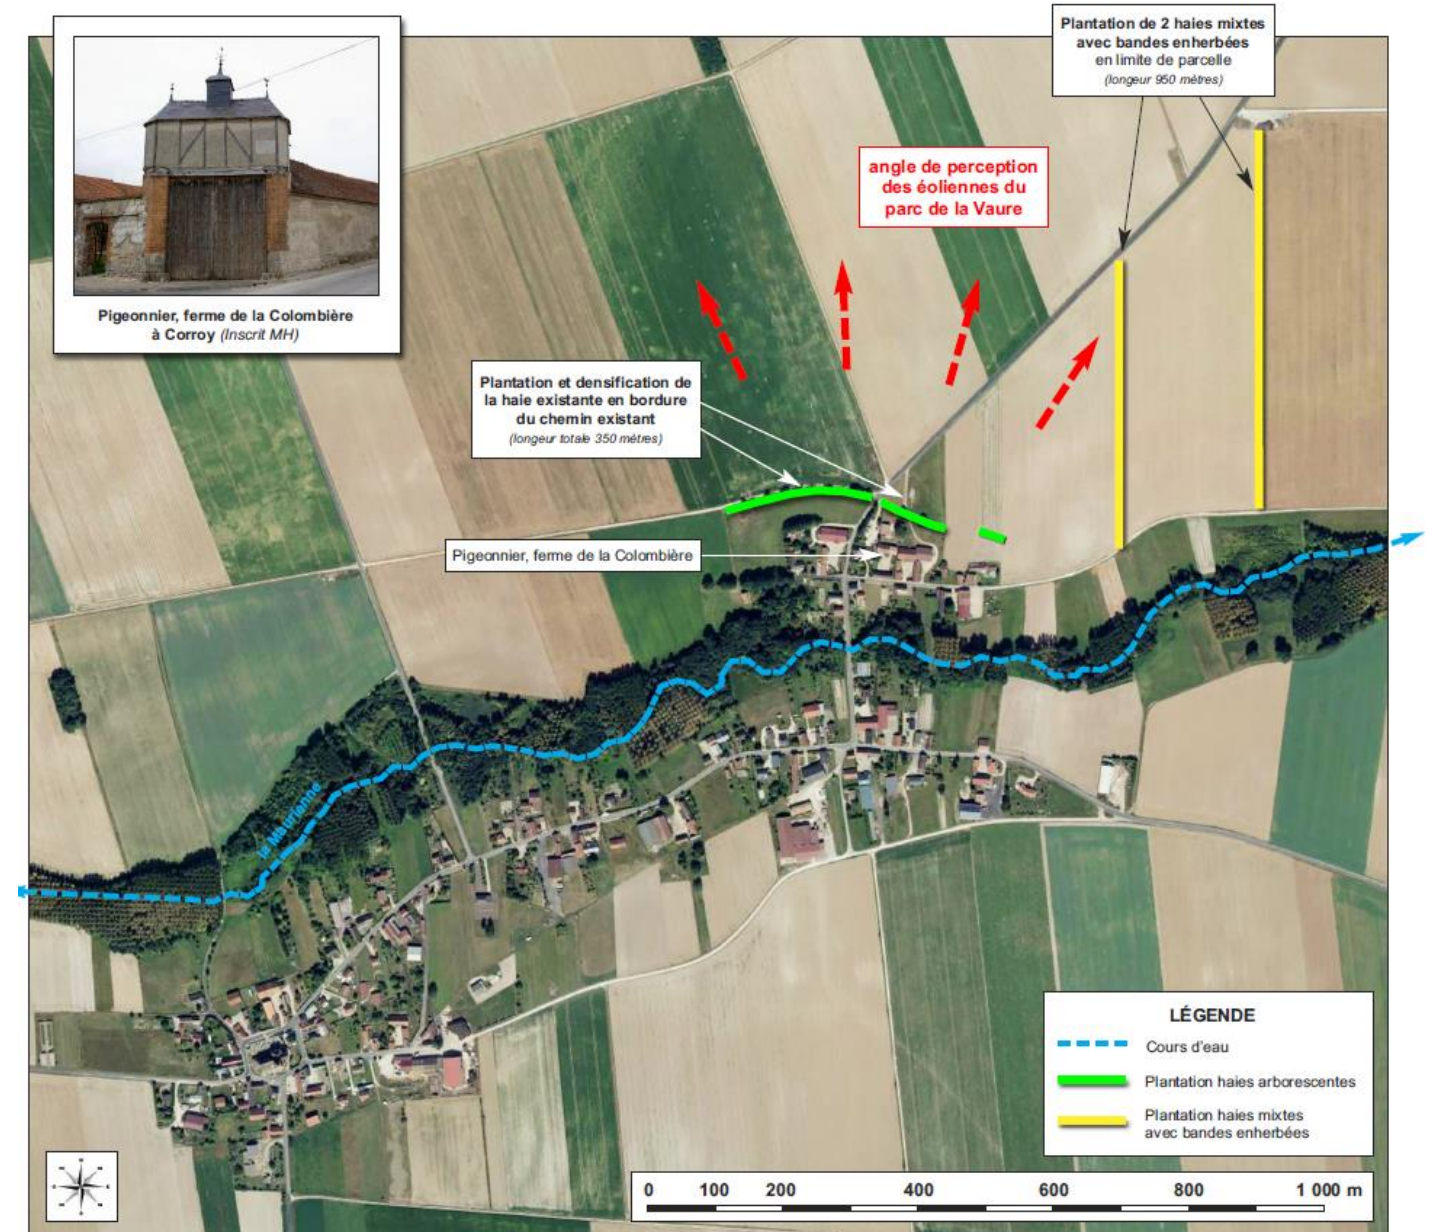 Plantation de 2 haies mixtes
avec bandes enherbées
en limite de parcelle
(longeur 950 mètres)
angle de perception
des éoliennes du
parc de la Vaure
Pigeonnier, ferme de la Colombière
à Corroy (Inscrit MH)
Plantation et densification de
la haie existante en bordure
du chemin existant
(longeur totale 350 mètres)
Pigeonnier, ferme de la Colombière
la Maurienne
LÉGENDE
Cours d'eau
Plantation haies arborescentes
Plantation haies mixtes
avec bandes enherbées
0 100 200 400 600 800 1 000 m